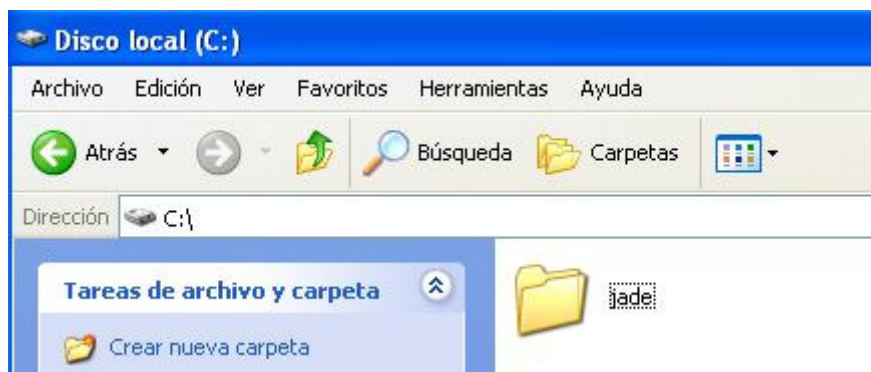 Disco local (C:)
Archivo Edición Ver Favoritos Herramientas Ayuda
Atrás Búsqueda Carpetas
Dirección C:\
Tareas de archivo y carpeta
jade
Crear nueva carpeta